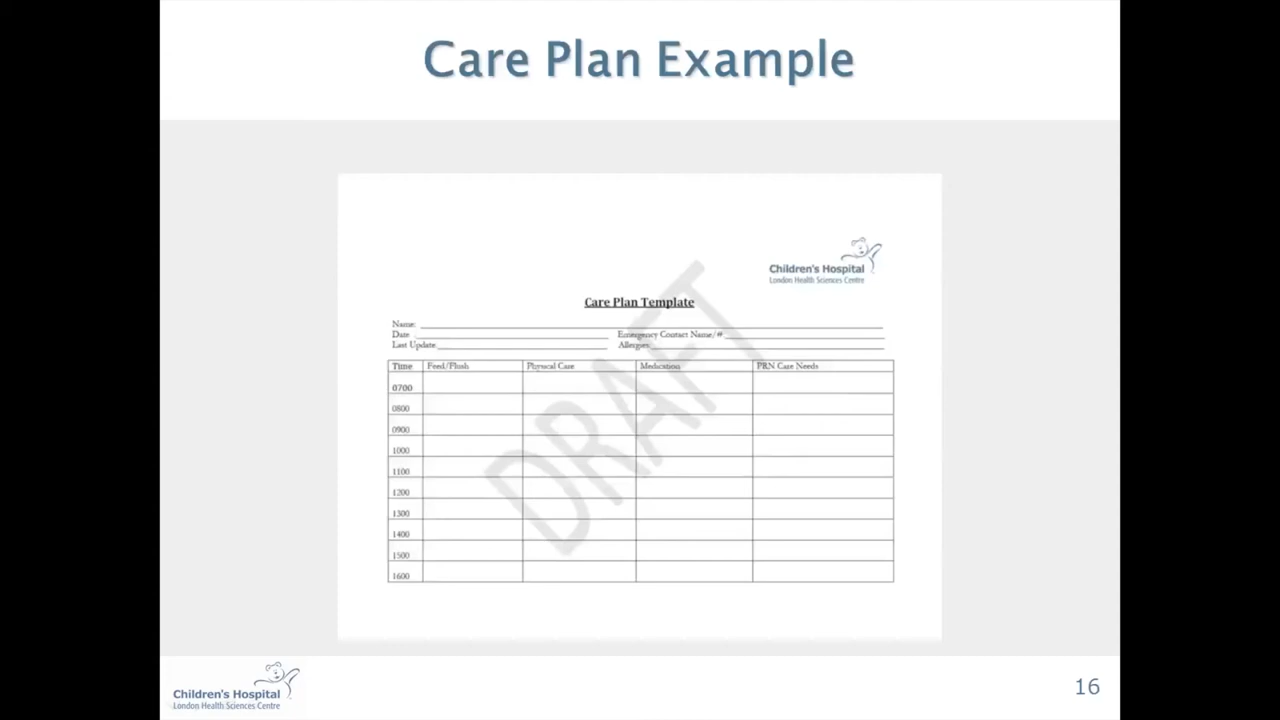 Care Plan Example
Children's Hospital
London Health Sciences Centre
Care Plan Template
Name:
Date Emergency Contact Name/#
Last Update: Allergies:
Time Feed/Flush Physical Care Medication PRN Care Needs
0700
0800
0900
1000
1100
1200
1300
1400
1500
1600
DRAFT
Children's Hospital
London Health Sciences Centre
16